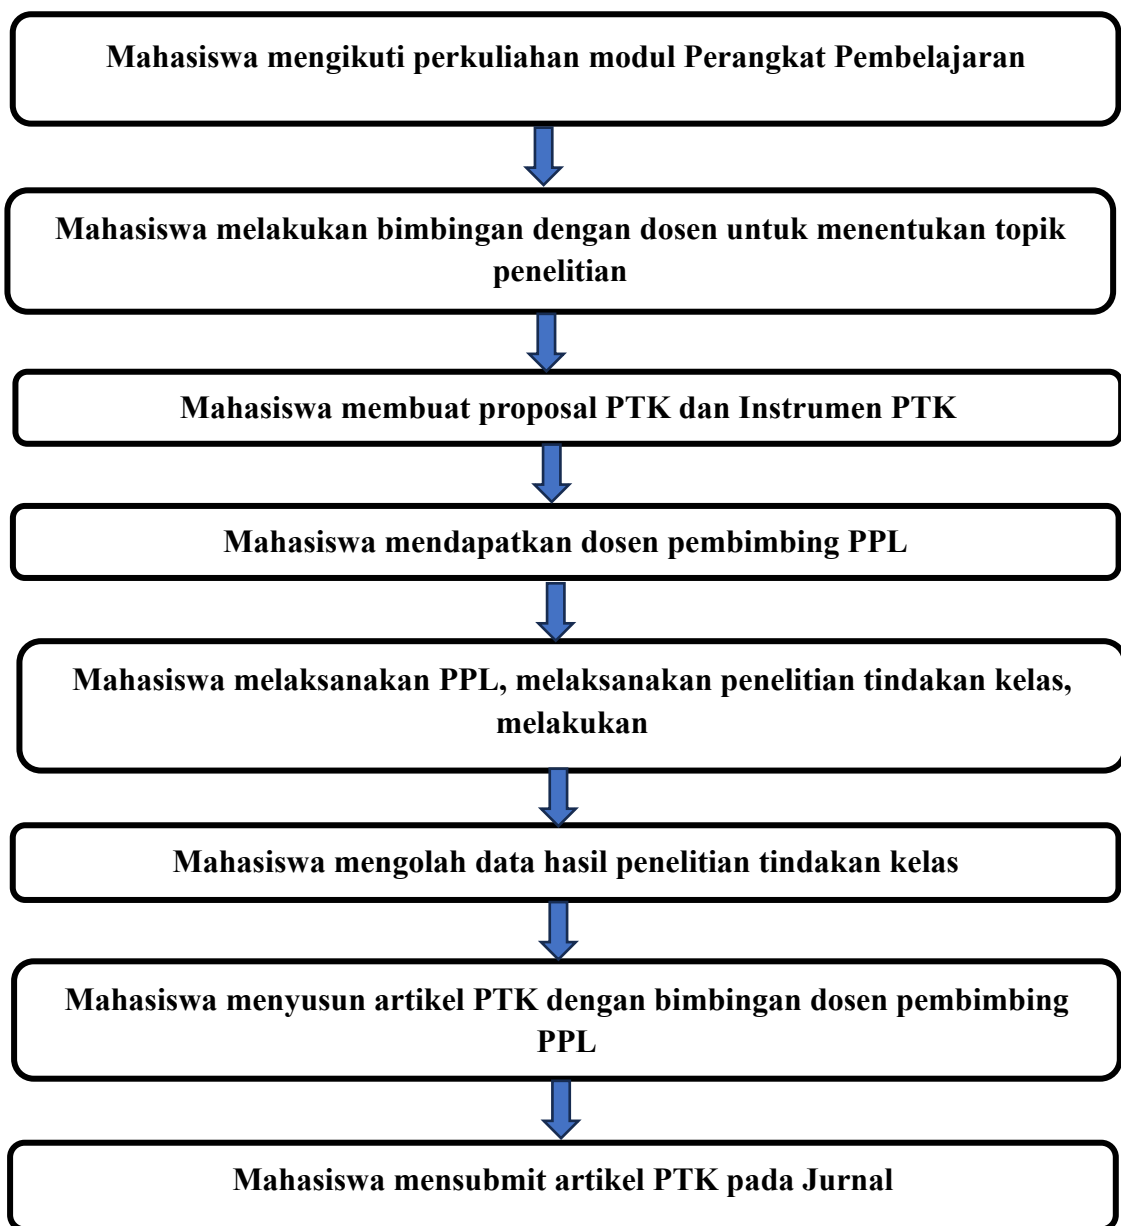 Mahasiswa mengikuti perkuliahan modul Perangkat Pembelajaran
Mahasiswa melakukan bimbingan dengan dosen untuk menentukan topik
penelitian
Mahasiswa membuat proposal PTK dan Instrumen PTK
Mahasiswa mendapatkan dosen pembimbing PPL
Mahasiswa melaksanakan PPL, melaksanakan penelitian tindakan kelas,
melakukan
Mahasiswa mengolah data hasil penelitian tindakan kelas
Mahasiswa menyusun artikel PTK dengan bimbingan dosen pembimbing
PPL
Mahasiswa mensubmit artikel PTK pada Jurnal